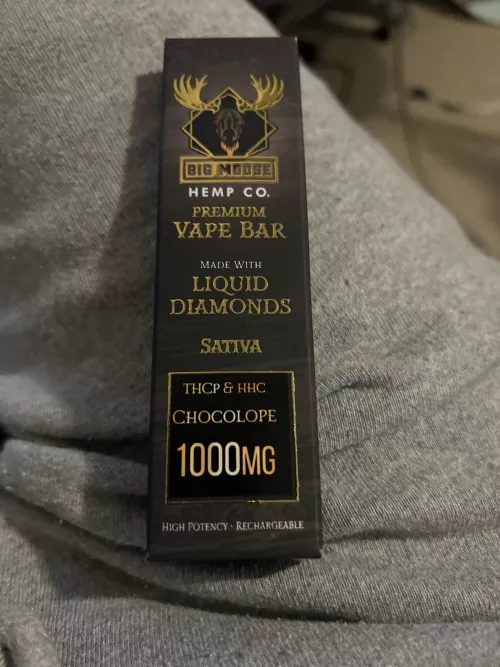 BIG MOOSE
HEMP CO.
PREMIUM
VAPE BAR
MADE WITH
LIQUID
DIAMONDS
SATIVA
THCP & HHC
CHOCOLOPE
1000MG
HIGH POTENCY · RECHARGEABLE